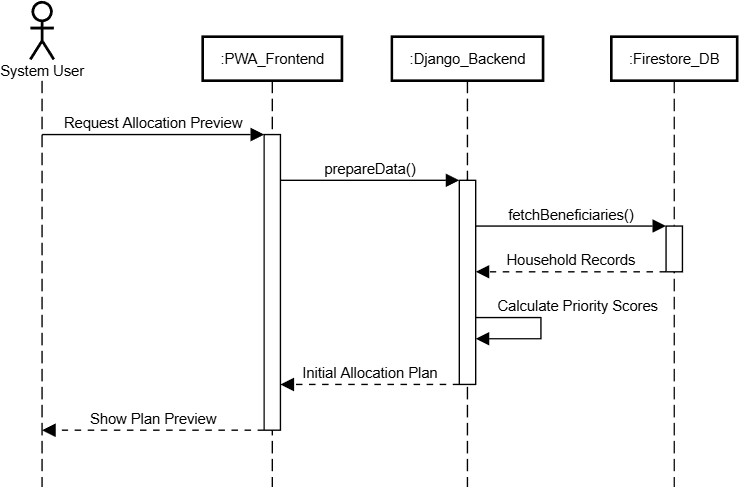 System User
:PWA_Frontend
:Django_Backend
:Firestore_DB
Request Allocation Preview
prepareData()
fetchBeneficiaries()
Household Records
Calculate Priority Scores
Initial Allocation Plan
Show Plan Preview